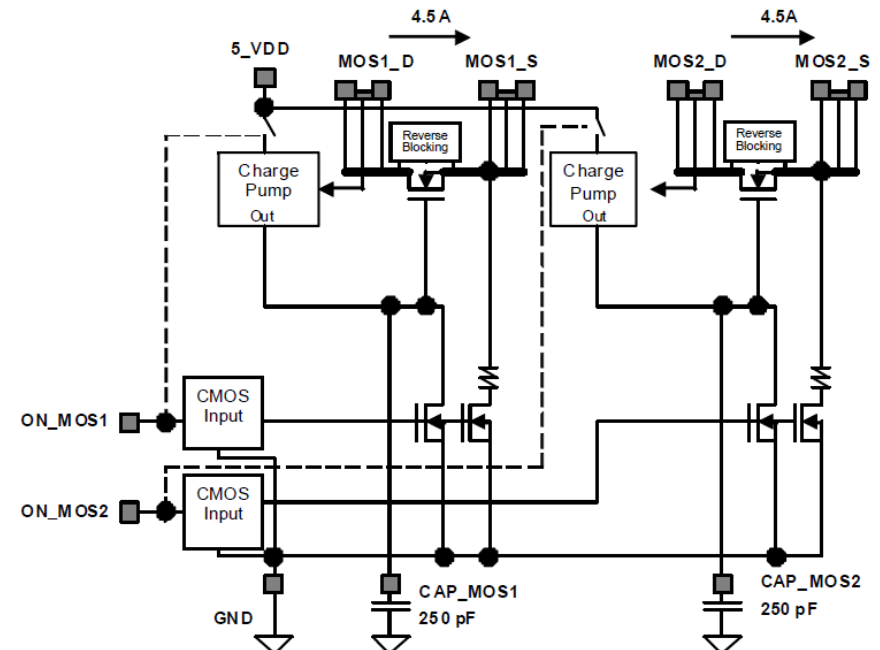 4.5A
4.5A
5_VDD
MOS1_D
MOS1_S
MOS2_D
MOS2_S
Reverse
Blocking
Reverse
Blocking
Charge
Pump
Out
Charge
Pump
Out
CMOS
Input
ON_MOS1
CMOS
Input
ON_MOS2
GND
CAP_MOS1
250 pF
CAP_MOS2
250 pF